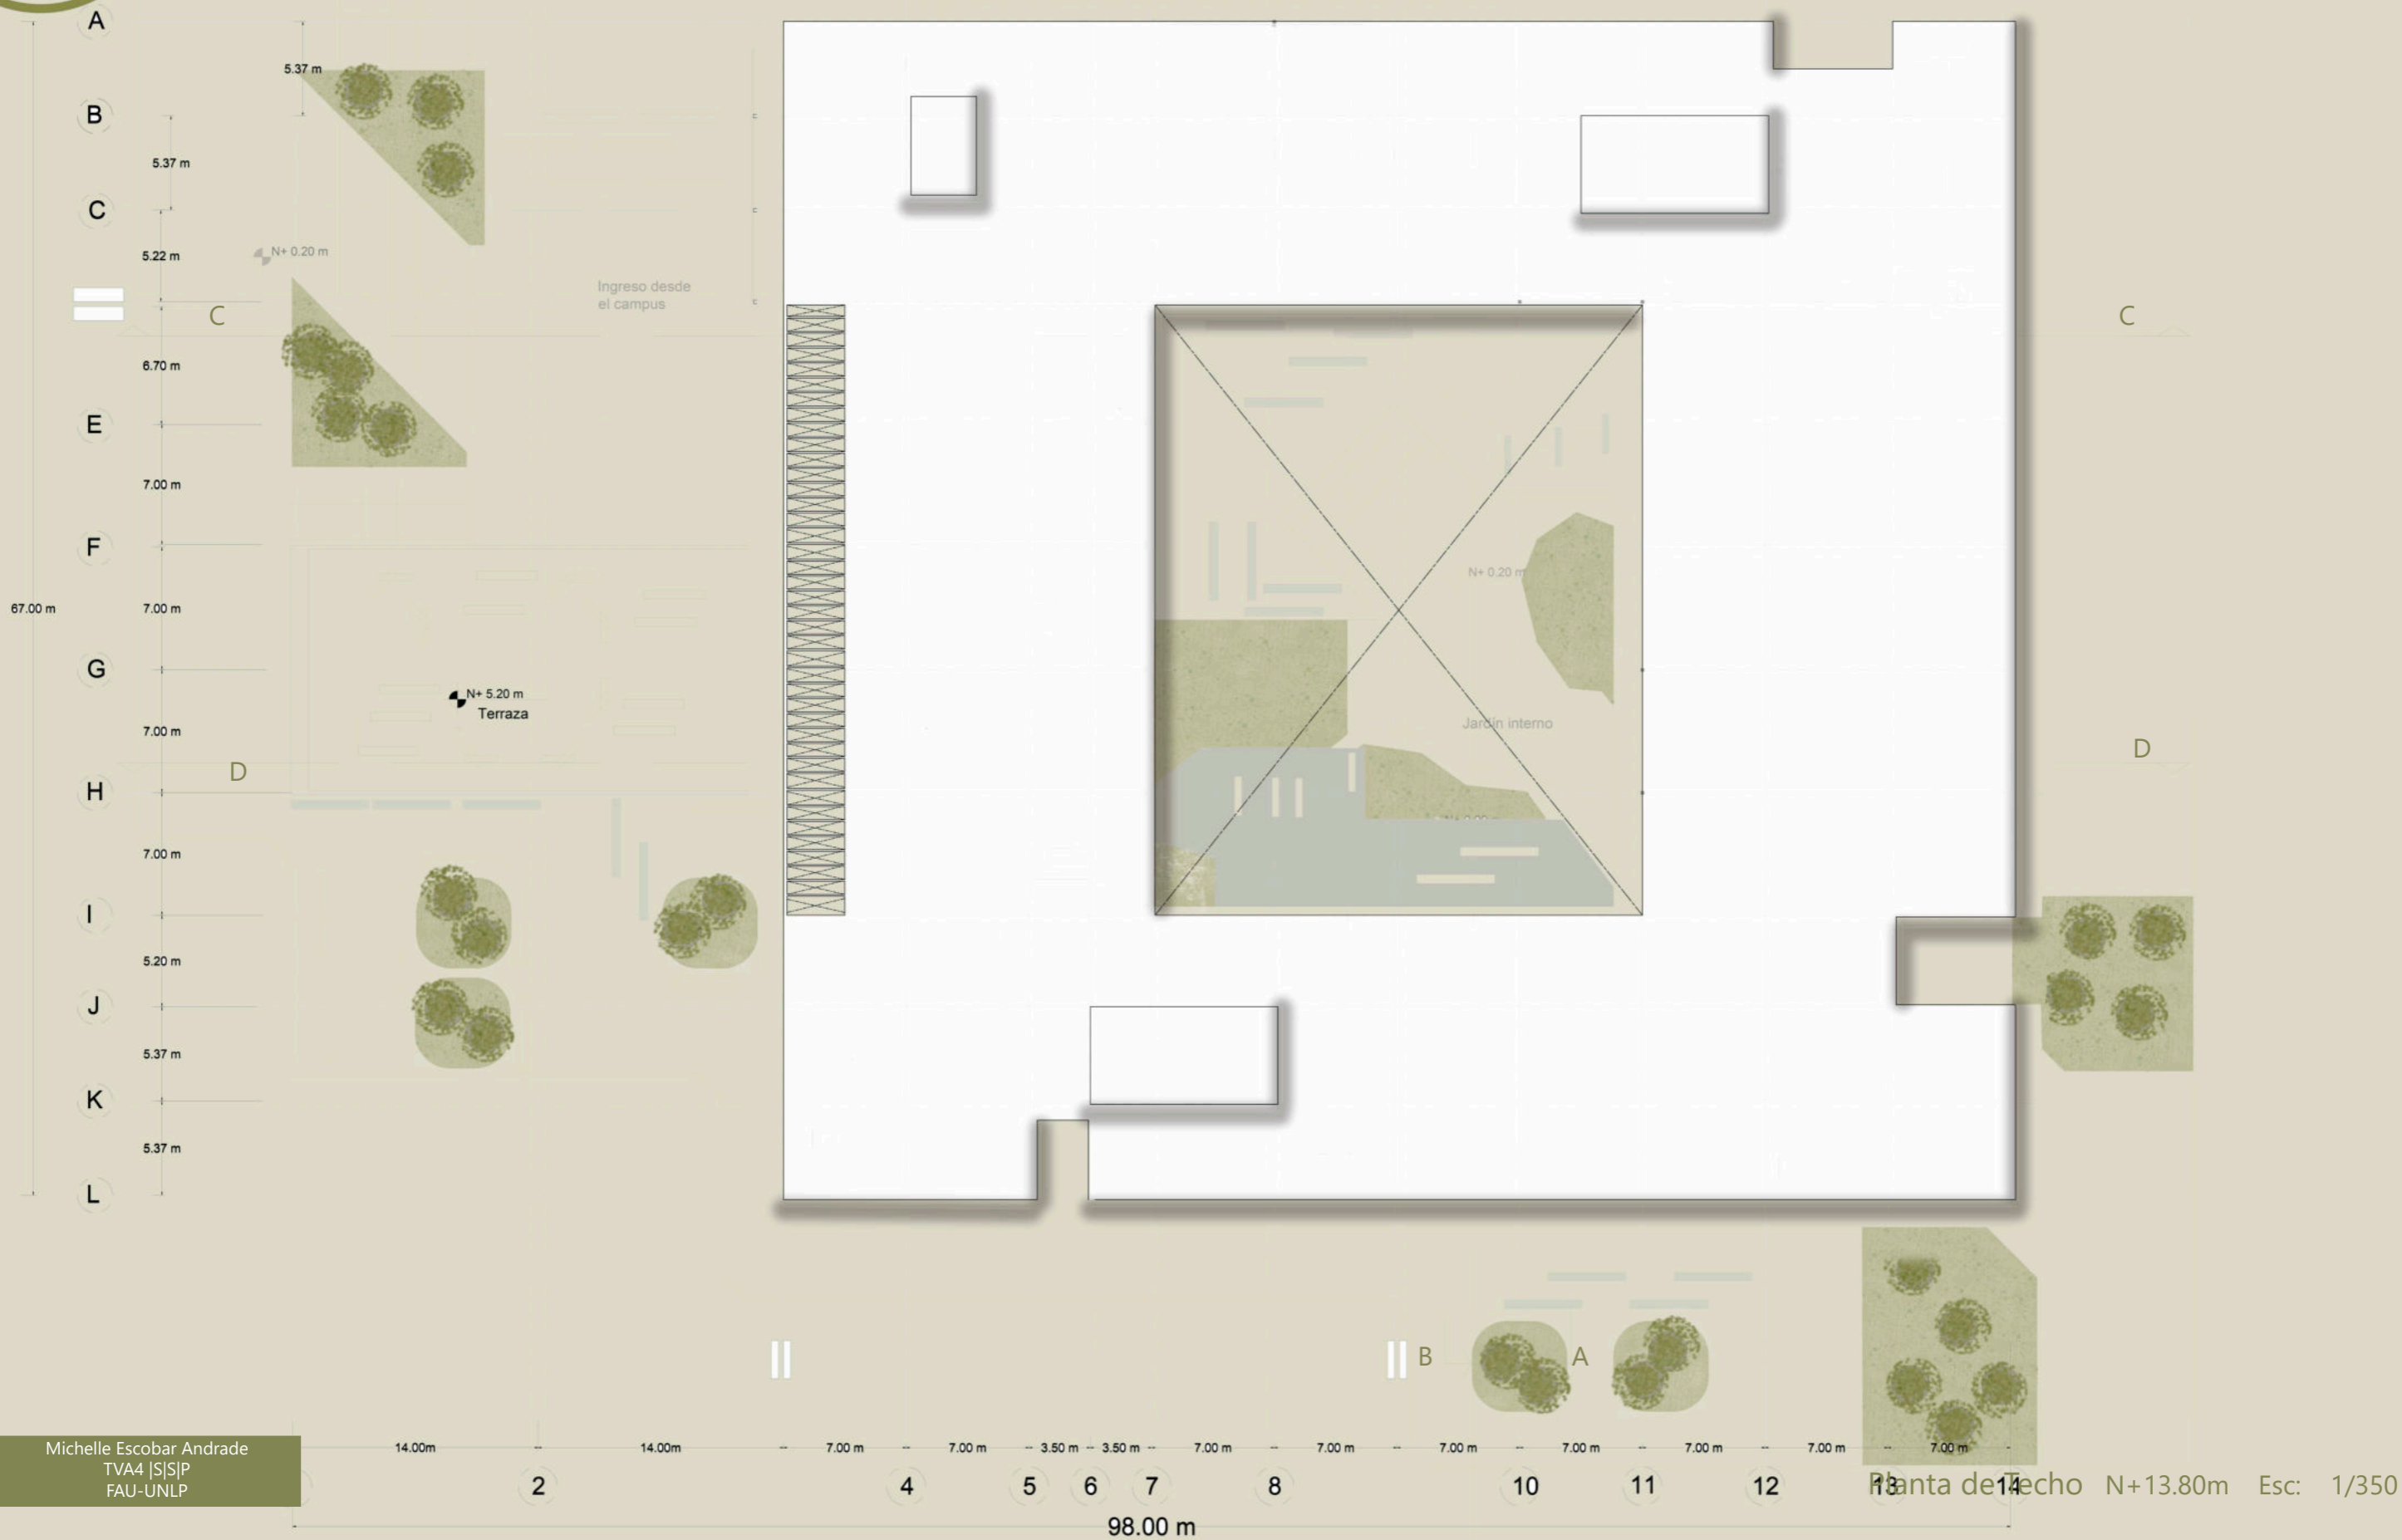 A
5.37 m
B
5.37 m
C
N+ 0.20 m
5.22 m
Ingreso desde
el campus
C
C
6.70 m
E
7.00 m
F
N+ 0.20 m
67.00 m
7.00 m
G
N+ 5.20 m
Terraza
Jardín interno
7.00 m
D
D
H
7.00 m
I
5.20 m
J
5.37 m
K
5.37 m
L
B
A
14.00m
14.00m
7.00 m
7.00 m
3.50 m
3.50 m
7.00 m
7.00 m
7.00 m
7.00 m
7.00 m
7.00 m
7.00 m
Michelle Escobar Andrade
TVA4 |S|S|P
FAU-UNLP
2
4
5
6
7
8
10
11
12
13
14
Planta de Techo N+13.80m Esc: 1/350
98.00 m